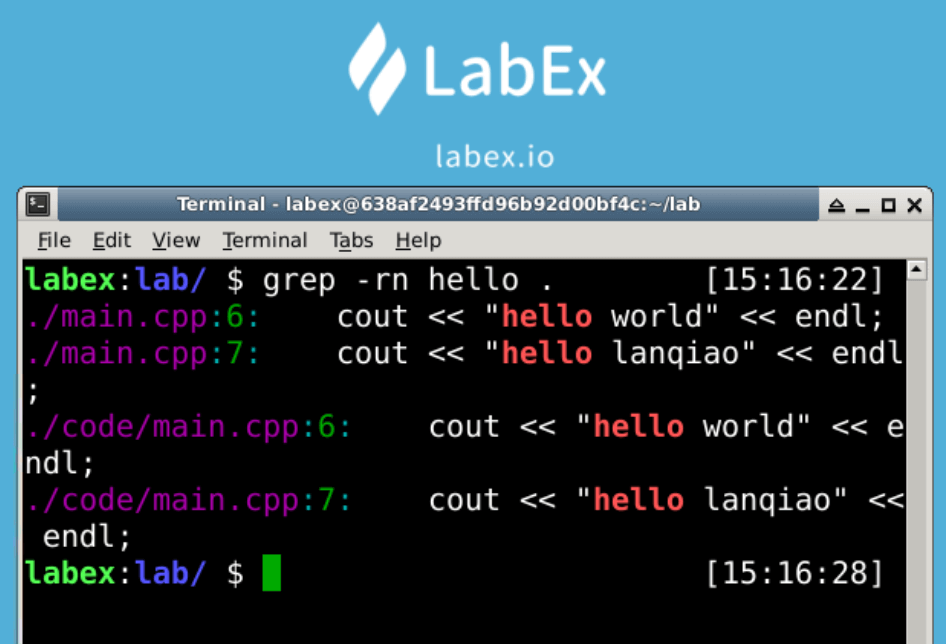 LabEx
labex.io
Terminal - labex@638af2493ffd96b92d00bf4c:~/lab
File Edit View Terminal Tabs Help
labex:lab/ $ grep -rn hello . [15:16:22]
./main.cpp:6:    cout << "hello world" << endl;
./main.cpp:7:    cout << "hello lanqiao" << endl
;
./code/main.cpp:6:    cout << "hello world" << e
ndl;
./code/main.cpp:7:    cout << "hello lanqiao" <<
 endl;
labex:lab/ $ [15:16:28]